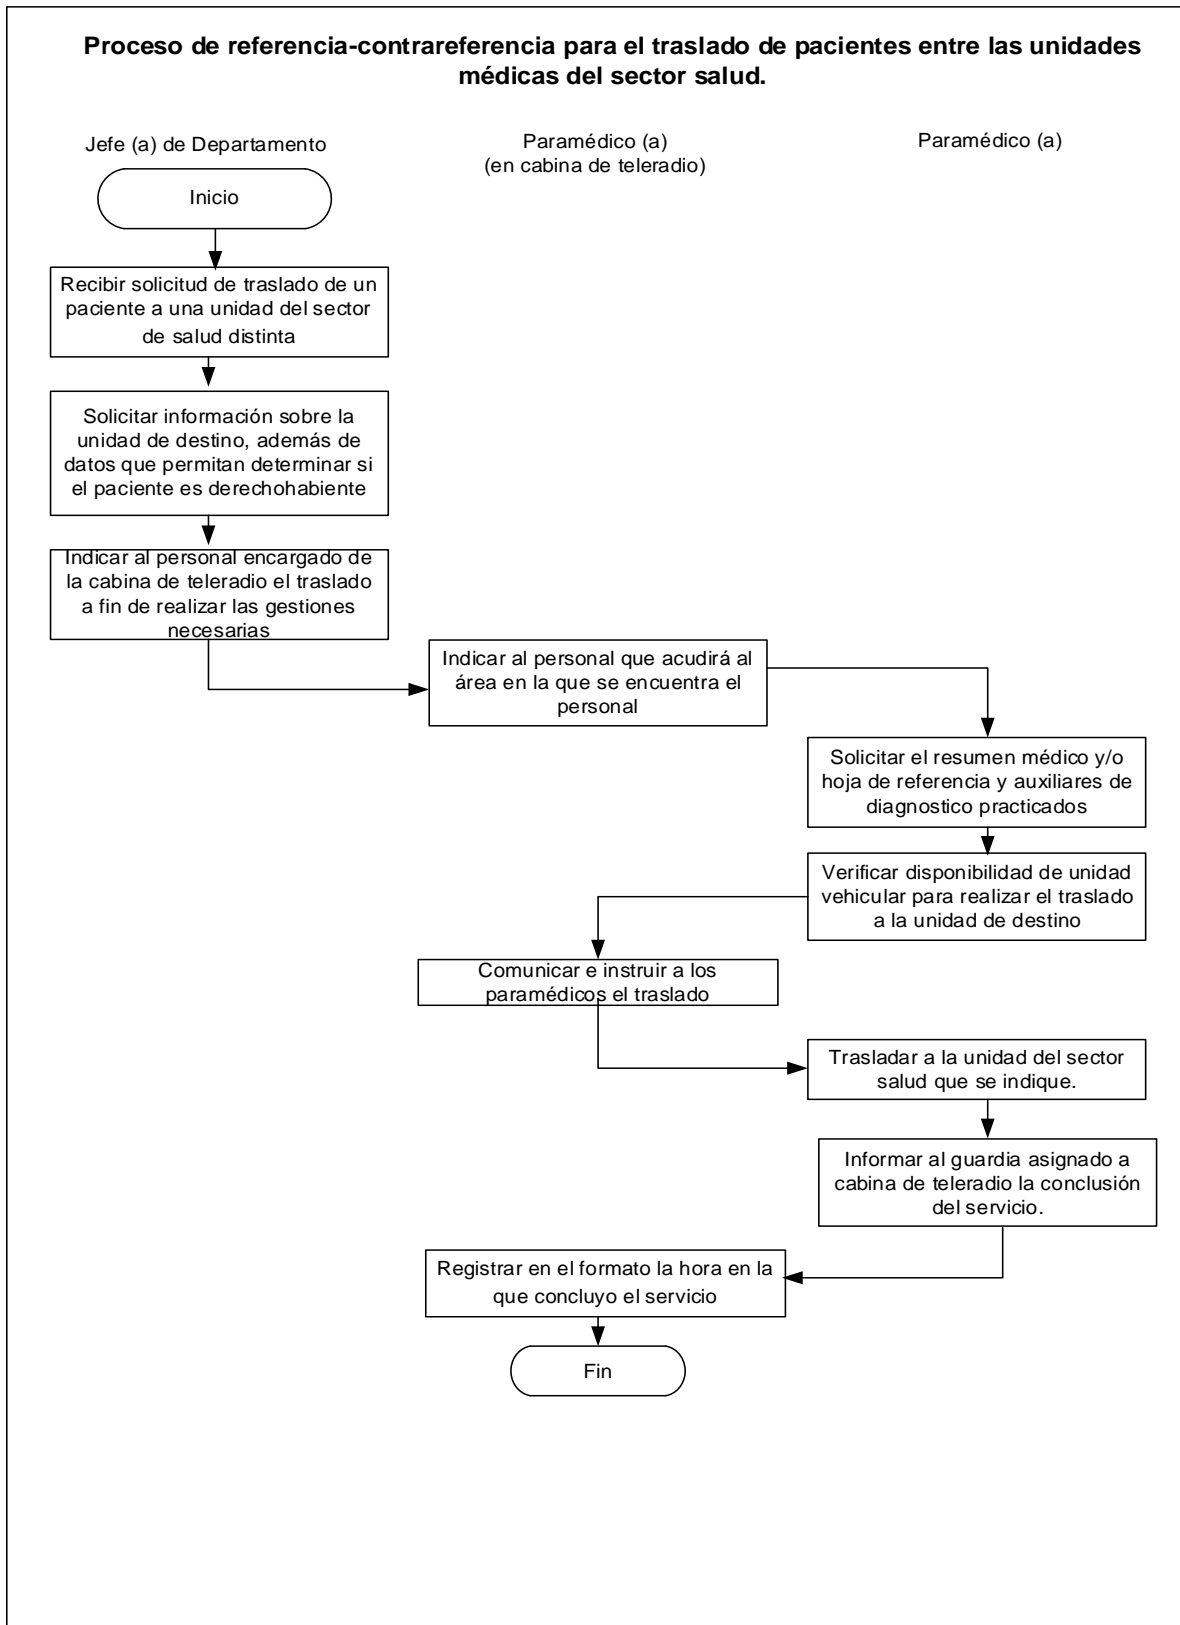 Proceso de referencia-contrareferencia para el traslado de pacientes entre las unidades
médicas del sector salud.
Jefe (a) de Departamento
Paramédico (a)
(en cabina de teleradio)
Paramédico (a)
Inicio
Recibir solicitud de traslado de un
paciente a una unidad del sector
de salud distinta
Solicitar información sobre la
unidad de destino, además de
datos que permitan determinar si
el paciente es derechohabiente
Indicar al personal encargado de
la cabina de teleradio el traslado
a fin de realizar las gestiones
necesarias
Indicar al personal que acudirá al
área en la que se encuentra el
personal
Solicitar el resumen médico y/o
hoja de referencia y auxiliares de
diagnostico practicados
Verificar disponibilidad de unidad
vehicular para realizar el traslado
a la unidad de destino
Comunicar e instruir a los
paramédicos el traslado
Trasladar a la unidad del sector
salud que se indique.
Informar al guardia asignado a
cabina de teleradio la conclusión
del servicio.
Registrar en el formato la hora en la
que concluyo el servicio
Fin